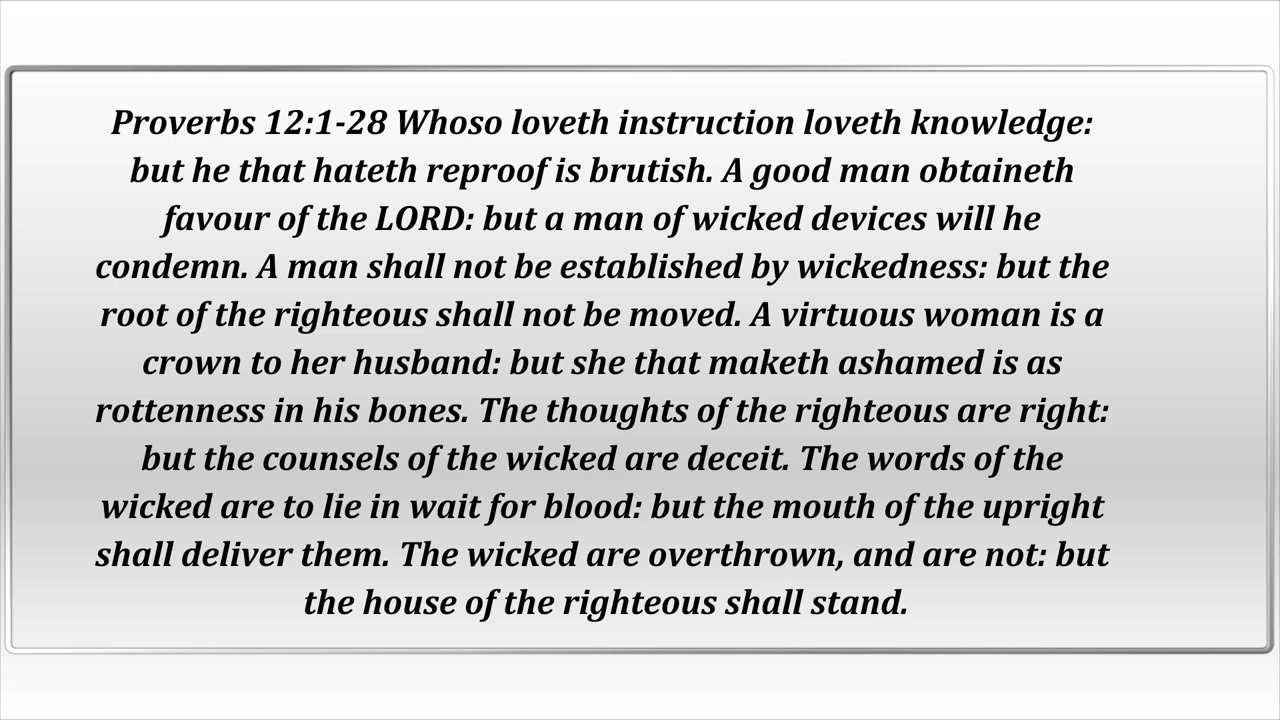 Proverbs 12:1-28 Whoso loveth instruction loveth knowledge:
but he that hateth reproof is brutish. A good man obtaineth
favour of the LORD: but a man of wicked devices will he
condemn. A man shall not be established by wickedness: but the
root of the righteous shall not be moved. A virtuous woman is a
crown to her husband: but she that maketh ashamed is as
rottenness in his bones. The thoughts of the righteous are right:
but the counsels of the wicked are deceit. The words of the
wicked are to lie in wait for blood: but the mouth of the upright
shall deliver them. The wicked are overthrown, and are not: but
the house of the righteous shall stand.